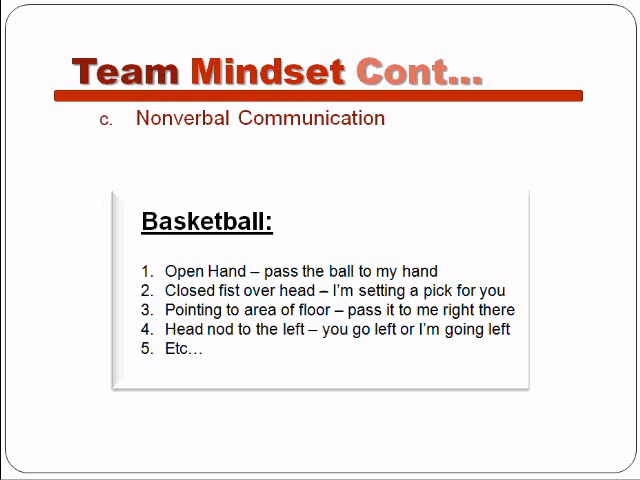 Team Mindset Cont...
c. Nonverbal Communication
Basketball:
1. Open Hand – pass the ball to my hand
2. Closed fist over head – I'm setting a pick for you
3. Pointing to area of floor – pass it to me right there
4. Head nod to the left – you go left or I'm going left
5. Etc…